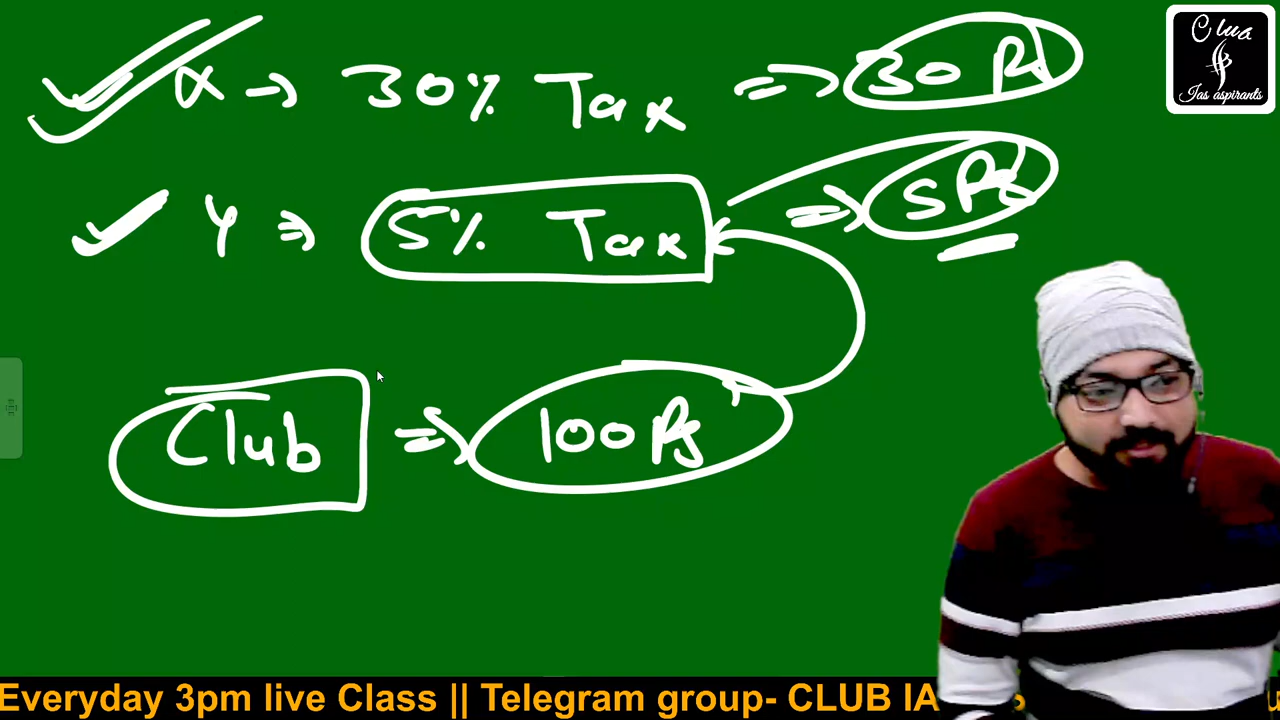 x → 30% Tax ⇒ 30 Rs
Clua
Ias aspirants
y ⇒ 5% Tax ⇒ 5 Rs
Club ⇒ 100 Rs
Everyday 3pm live Class || Telegram group- CLUB IA